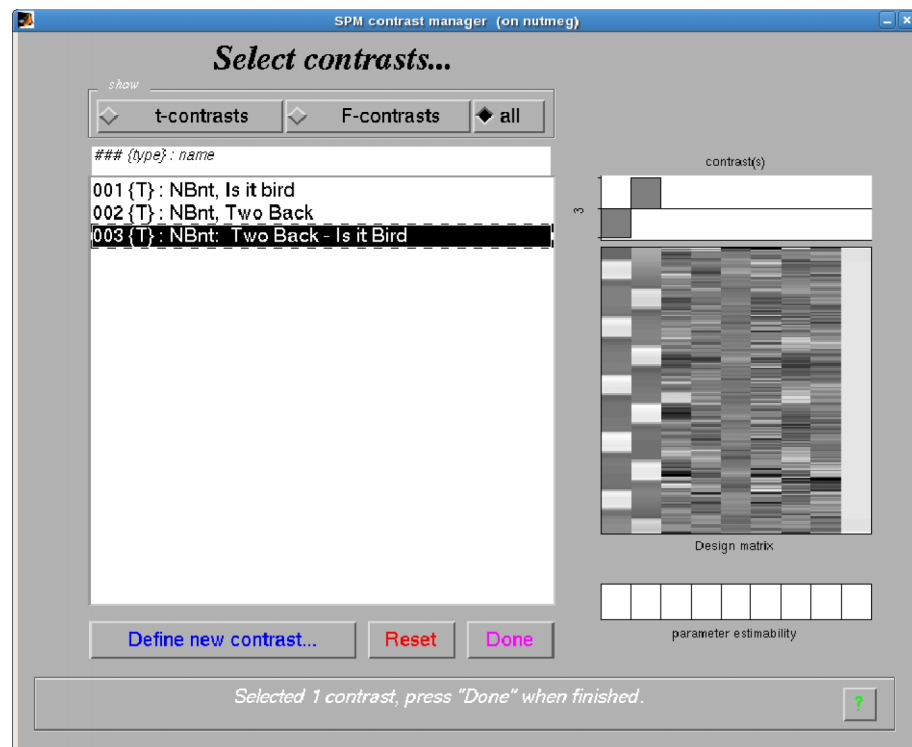 SPM contrast manager (on nutmeg)
Select contrasts...
show
t-contrasts F-contrasts all
### {type} : name
001 {T} : NBnt, Is it bird
002 {T} : NBnt, Two Back
003 {T} : NBnt: Two Back - Is it Bird
contrast(s)
3
Design matrix
parameter estimability
Define new contrast... Reset Done
Selected 1 contrast, press "Done" when finished.
?